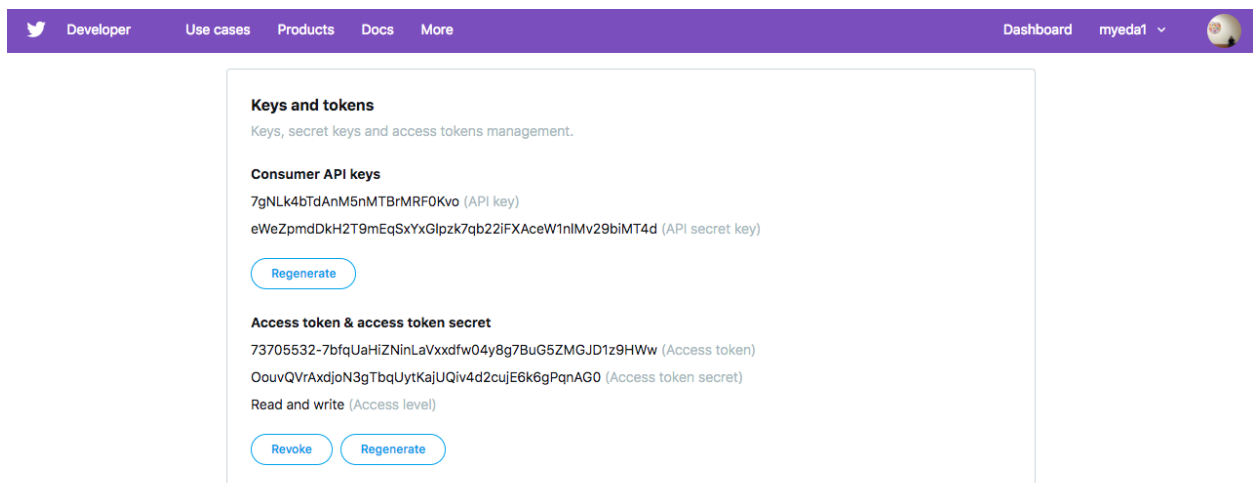 Developer Use cases Products Docs More Dashboard myeda1
Keys and tokens
Keys, secret keys and access tokens management.
Consumer API keys
7gNLk4bTdAnM5nMTBrMRF0Kvo (API key)
(API secret key)
Regenerate
Access token & access token secret
73705532-7bfqUaHiZNinLaVxxdfw04y8g7BuG5ZMGJD1z9HWw (Access token)
OouvQVrAxdjoN3gTbqUytKajUQiv4d2cujE6k6gPqnAG0 (Access token secret)
Read and write (Access level)
Revoke Regenerate